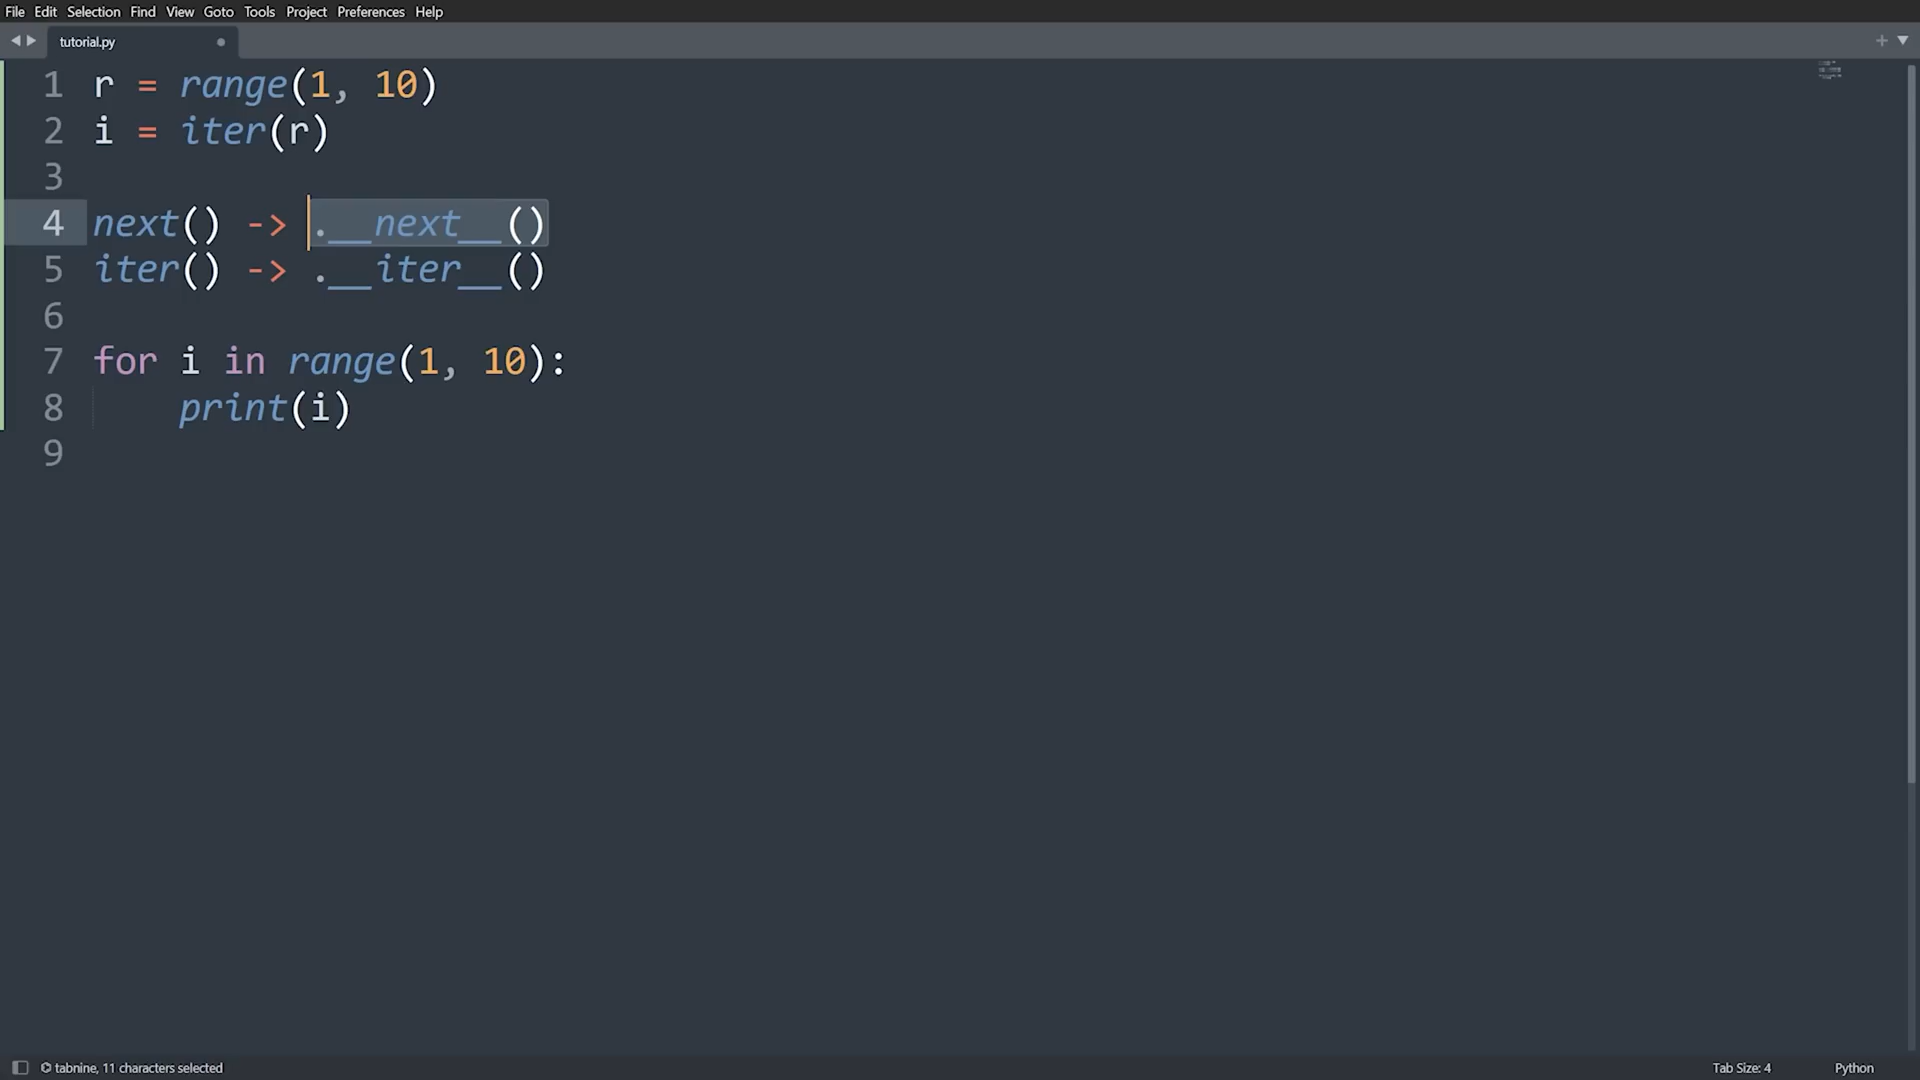 File Edit Selection Find View Goto Tools Project Preferences Help
tutorial.py
1 r = range(1, 10)
2 i = iter(r)
3
4 next() -> .__next__()
5 iter() -> .__iter__()
6
7 for i in range(1, 10):
8     print(i)
9
tabnine, 11 characters selected Tab Size: 4 Python